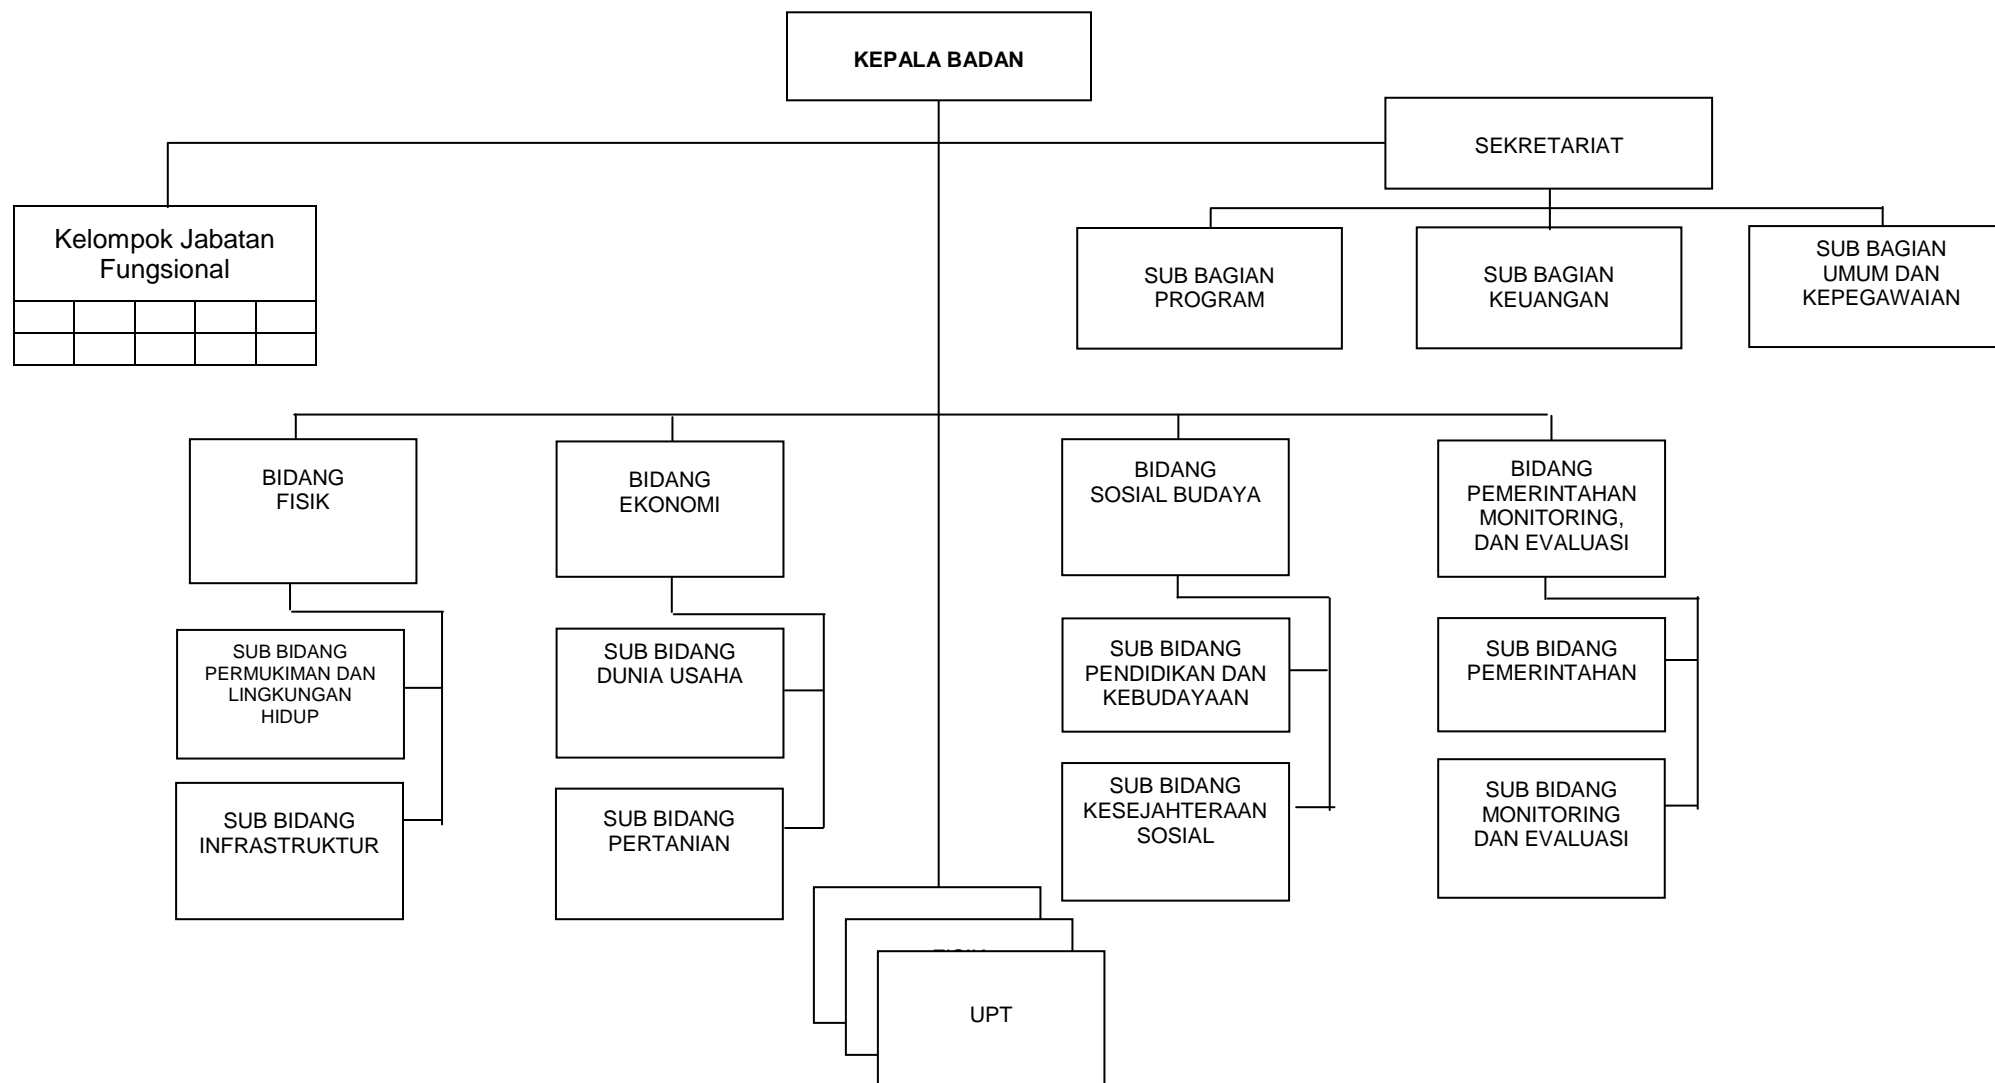 KEPALA BADAN
SEKRETARIAT
Kelompok Jabatan
Fungsional
SUB BAGIAN
PROGRAM
SUB BAGIAN
KEUANGAN
SUB BAGIAN
UMUM DAN
KEPEGAWAIAN
BIDANG
FISIK
BIDANG
EKONOMI
BIDANG
SOSIAL BUDAYA
BIDANG
PEMERINTAHAN
MONITORING,
DAN EVALUASI
SUB BIDANG
PERMUKIMAN DAN
LINGKUNGAN
HIDUP
SUB BIDANG
DUNIA USAHA
SUB BIDANG
PENDIDIKAN DAN
KEBUDAYAAN
SUB BIDANG
PEMERINTAHAN
SUB BIDANG
INFRASTRUKTUR
SUB BIDANG
PERTANIAN
SUB BIDANG
KESEJAHTERAAN
SOSIAL
SUB BIDANG
MONITORING
DAN EVALUASI
UPT